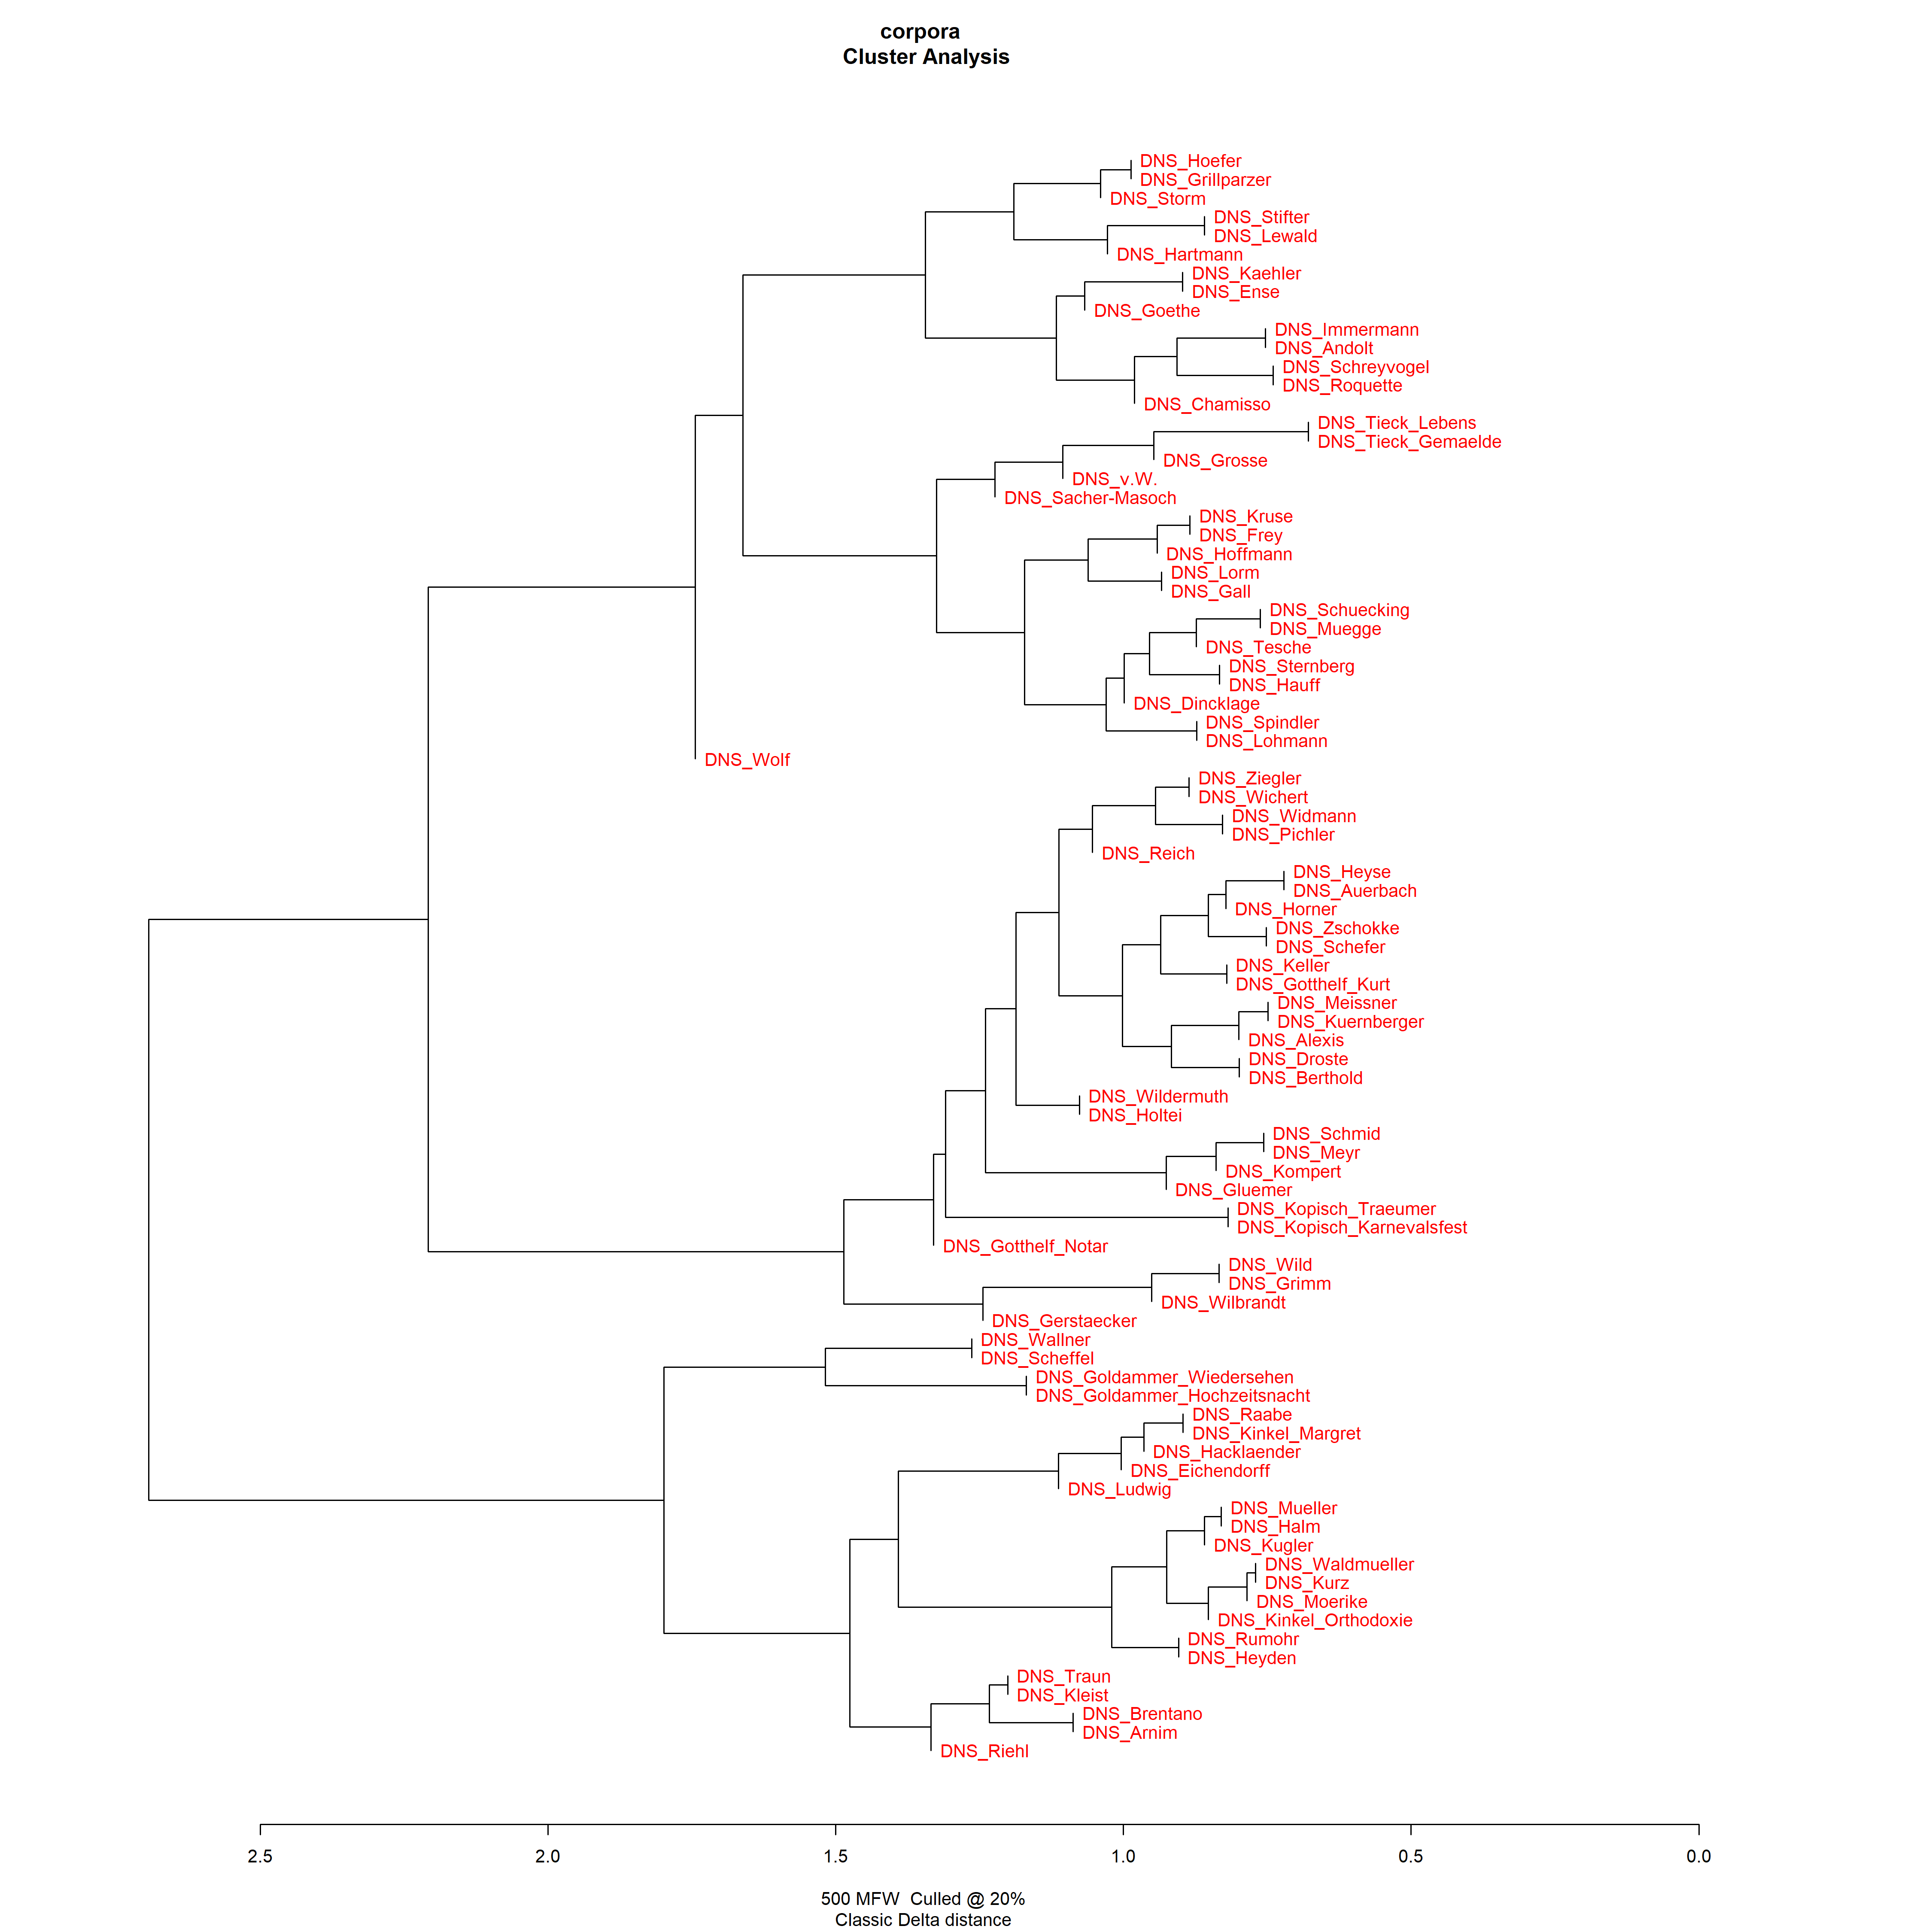 corpora
Cluster Analysis
DNS_Hoefer
DNS_Grillparzer
DNS_Storm
DNS_Stifter
DNS_Lewald
DNS_Hartmann
DNS_Kaehler
DNS_Ense
DNS_Goethe
DNS_Immermann
DNS_Andolt
DNS_Schreyvogel
DNS_Roquette
DNS_Chamisso
DNS_Tieck_Lebens
DNS_Tieck_Gemaelde
DNS_Grosse
DNS_v.W.
DNS_Sacher-Masoch
DNS_Kruse
DNS_Frey
DNS_Hoffmann
DNS_Lorm
DNS_Gall
DNS_Schuecking
DNS_Muegge
DNS_Tesche
DNS_Sternberg
DNS_Hauff
DNS_Dincklage
DNS_Spindler
DNS_Lohmann
DNS_Wolf
DNS_Ziegler
DNS_Wichert
DNS_Widmann
DNS_Pichler
DNS_Reich
DNS_Heyse
DNS_Auerbach
DNS_Horner
DNS_Zschokke
DNS_Schefer
DNS_Keller
DNS_Gotthelf_Kurt
DNS_Meissner
DNS_Kuernberger
DNS_Alexis
DNS_Droste
DNS_Berthold
DNS_Wildermuth
DNS_Holtei
DNS_Schmid
DNS_Meyr
DNS_Kompert
DNS_Gluemer
DNS_Kopisch_Traeumer
DNS_Kopisch_Karnevalsfest
DNS_Gotthelf_Notar
DNS_Wild
DNS_Grimm
DNS_Wilbrandt
DNS_Gerstaecker
DNS_Wallner
DNS_Scheffel
DNS_Goldammer_Wiedersehen
DNS_Goldammer_Hochzeitsnacht
DNS_Raabe
DNS_Kinkel_Margret
DNS_Hacklaender
DNS_Eichendorff
DNS_Ludwig
DNS_Mueller
DNS_Halm
DNS_Kugler
DNS_Waldmueller
DNS_Kurz
DNS_Moerike
DNS_Kinkel_Orthodoxie
DNS_Rumohr
DNS_Heyden
DNS_Traun
DNS_Kleist
DNS_Brentano
DNS_Arnim
DNS_Riehl
2.5 2.0 1.5 1.0 0.5 0.0
500 MFW Culled @ 20%
Classic Delta distance